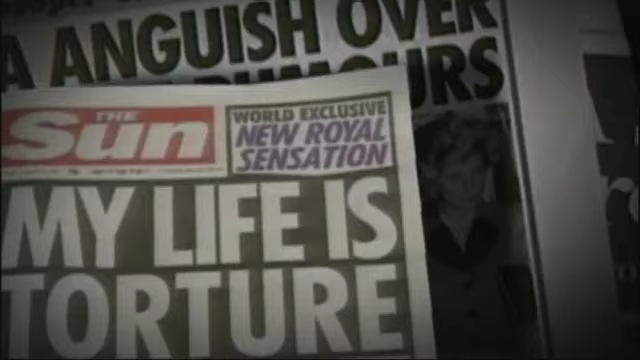 A ANGUISH OVER
RUMOURS
THE
Sun
WORLD EXCLUSIVE
NEW ROYAL
SENSATION
MY LIFE IS
TORTURE